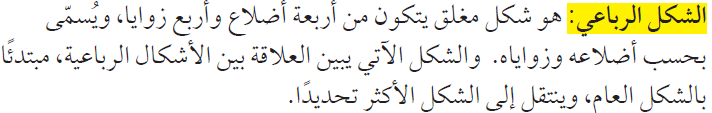 الشكل الرباعي: هو شكل مغلق يتكون من أربعة أضلاع وأربع زوايا، ويُسمّى
بحسب أضلاعه وزواياه. والشكل الآتي يبين العلاقة بين الأشكال الرباعية، مبتدئًا
بالشكل العام، وينتقل إلى الشكل الأكثر تحديدًا.